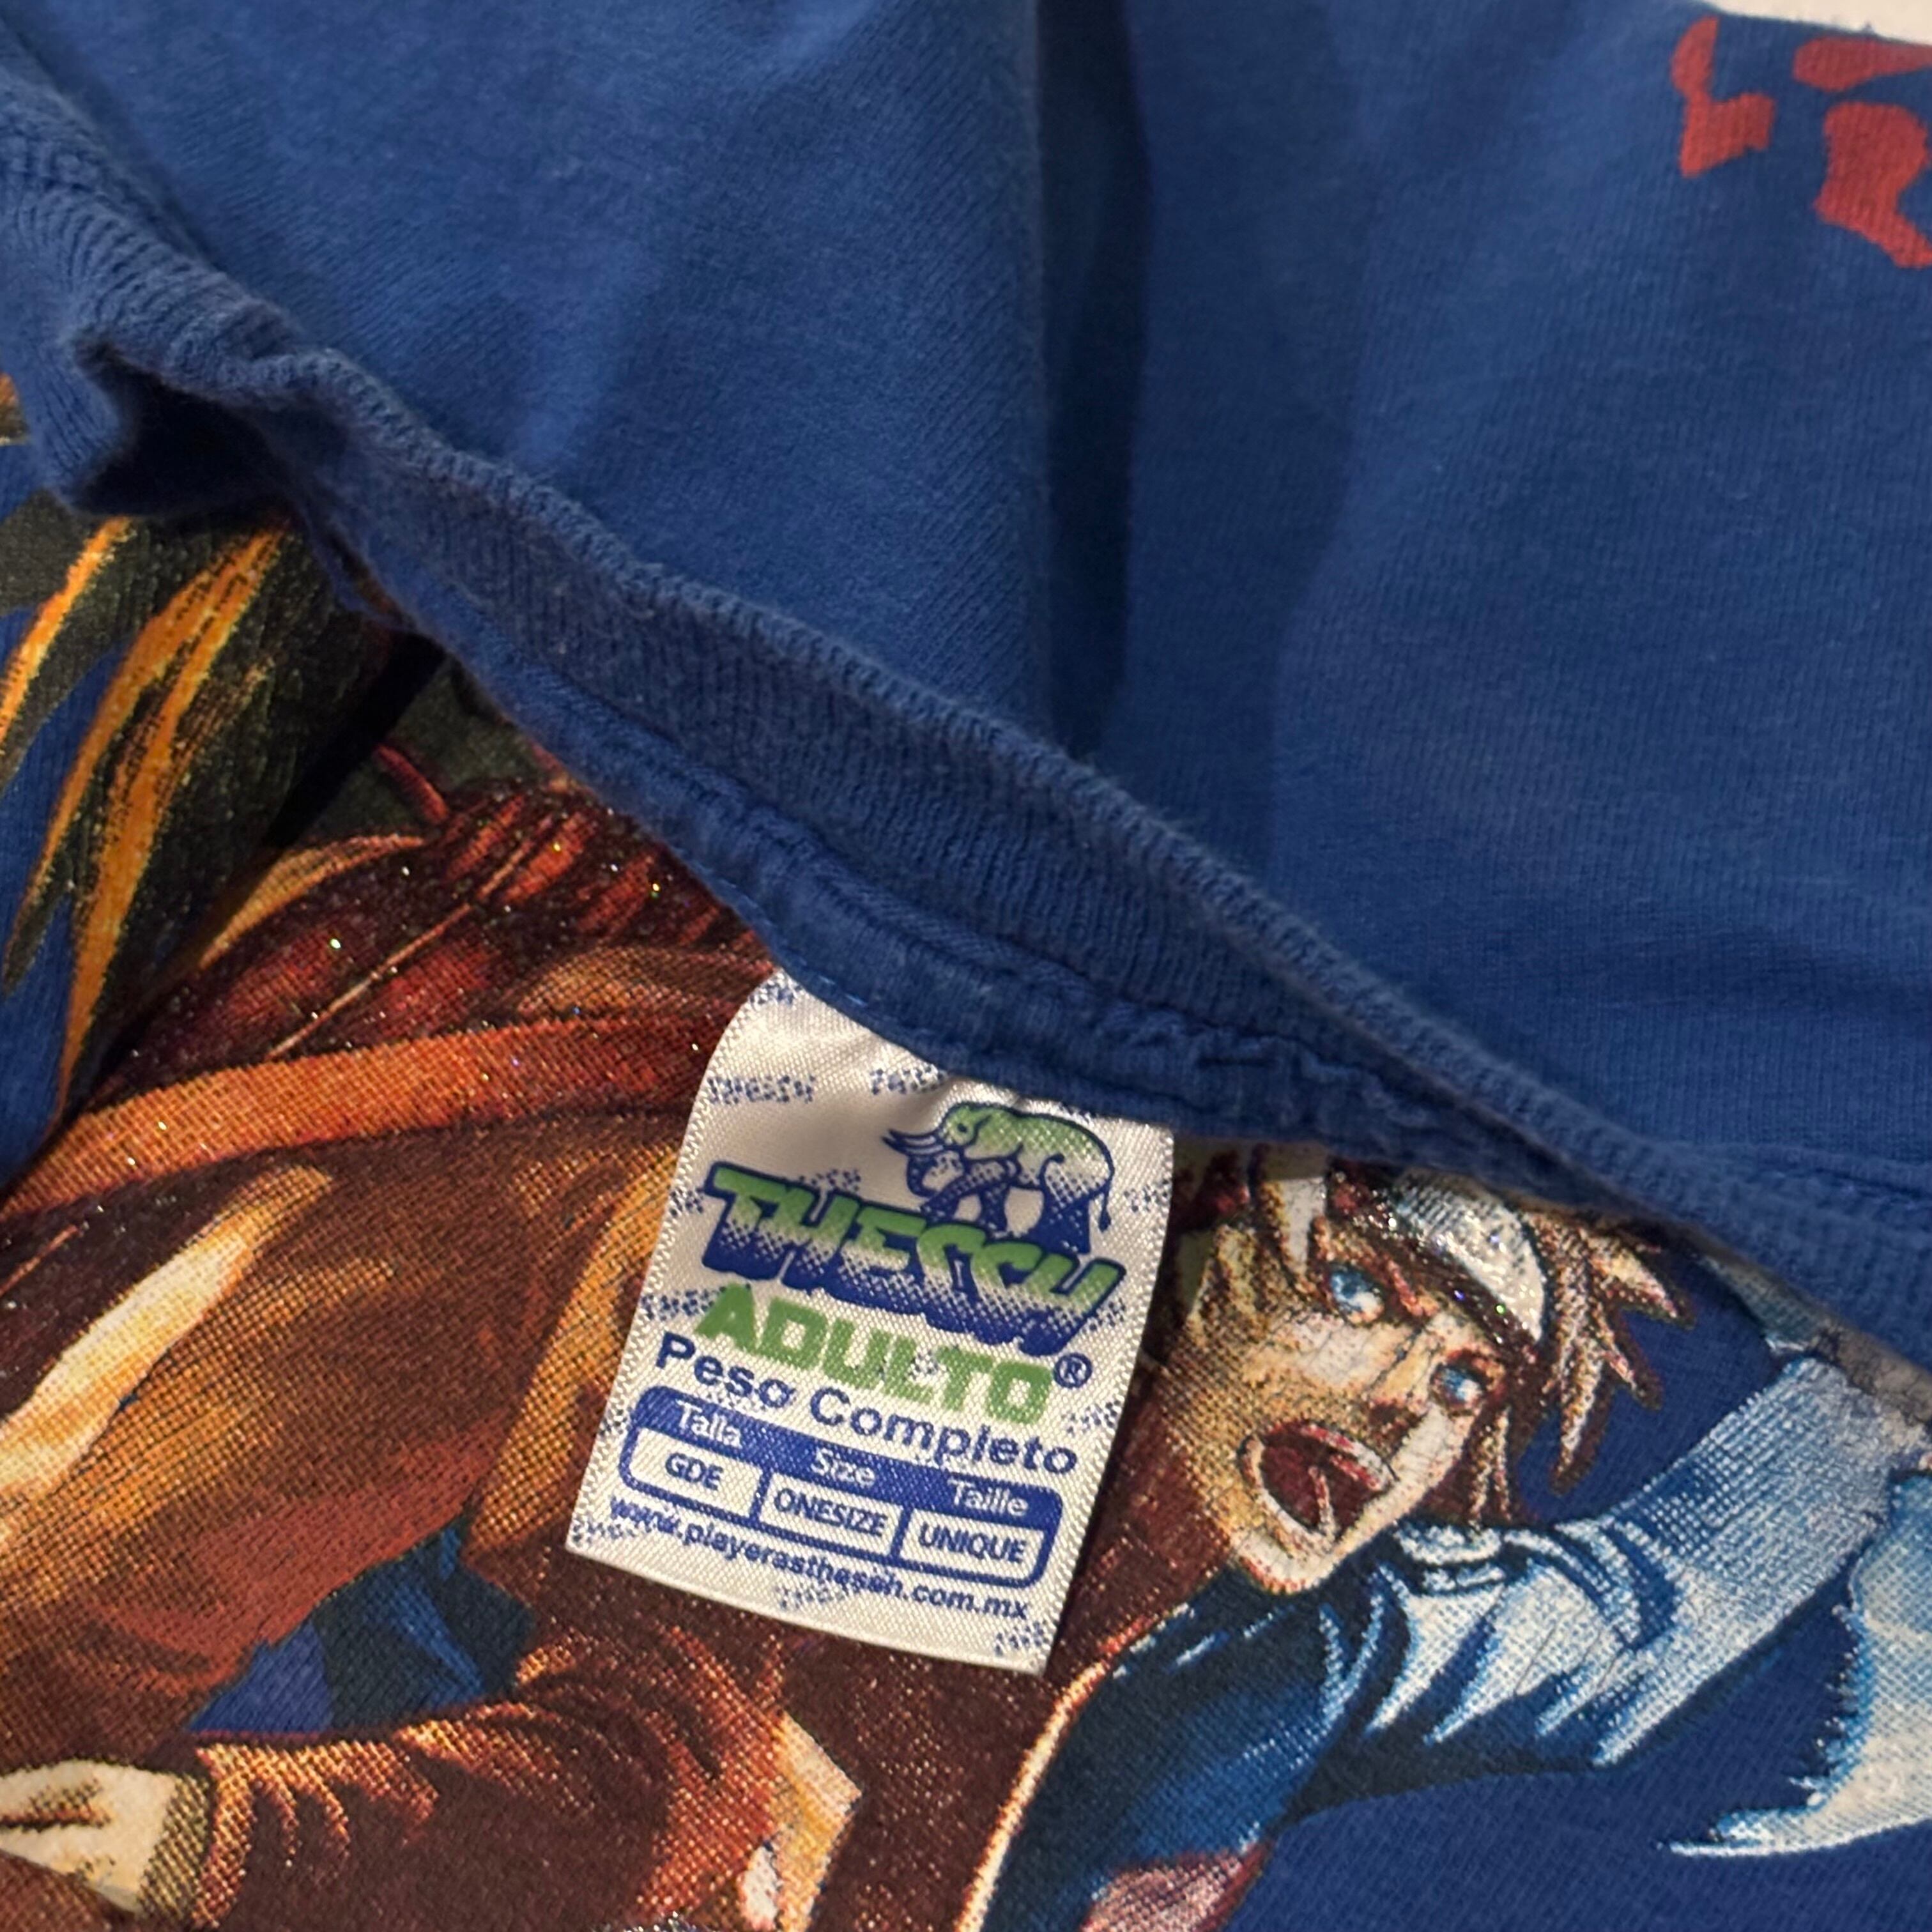 THESSH
ADULTO®
Peso Completo
Talla Size Taille
GDE ONESIZE UNIQUE
www.playerasthessh.com.mx